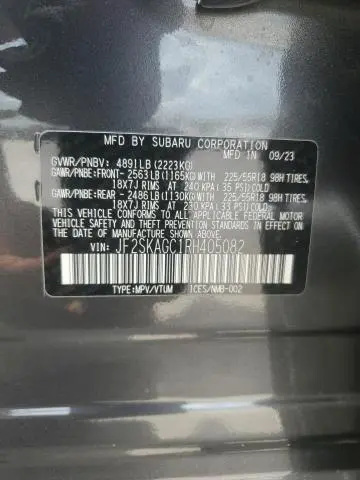 MFD BY SUBARU CORPORATION
MFD IN 09/23
GVWR/PNBV: 4891LB (2223KG)
GAWR/PNBE:FRONT- 2563LB (1165KG) WITH 225/55R18 98H TIRES,
18X7J RIMS AT 240 KPA (35 PSI) COLD
GAWR/PNBE:REAR - 2486LB (1130KG) WITH 225/55R18 98H TIRES,
18X7J RIMS AT 230 KPA (33 PSI) COLD
THIS VEHICLE CONFORMS TO ALL APPLICABLE FEDERAL MOTOR
VEHICLE SAFETY AND THEFT PREVENTION STANDARDS IN EFFECT
ON THE DATE OF MANUFACTURE SHOWN ABOVE.
VIN: JF2SKAGC1RH405082
TYPE:MPV/VTUM ICES/NMB-002